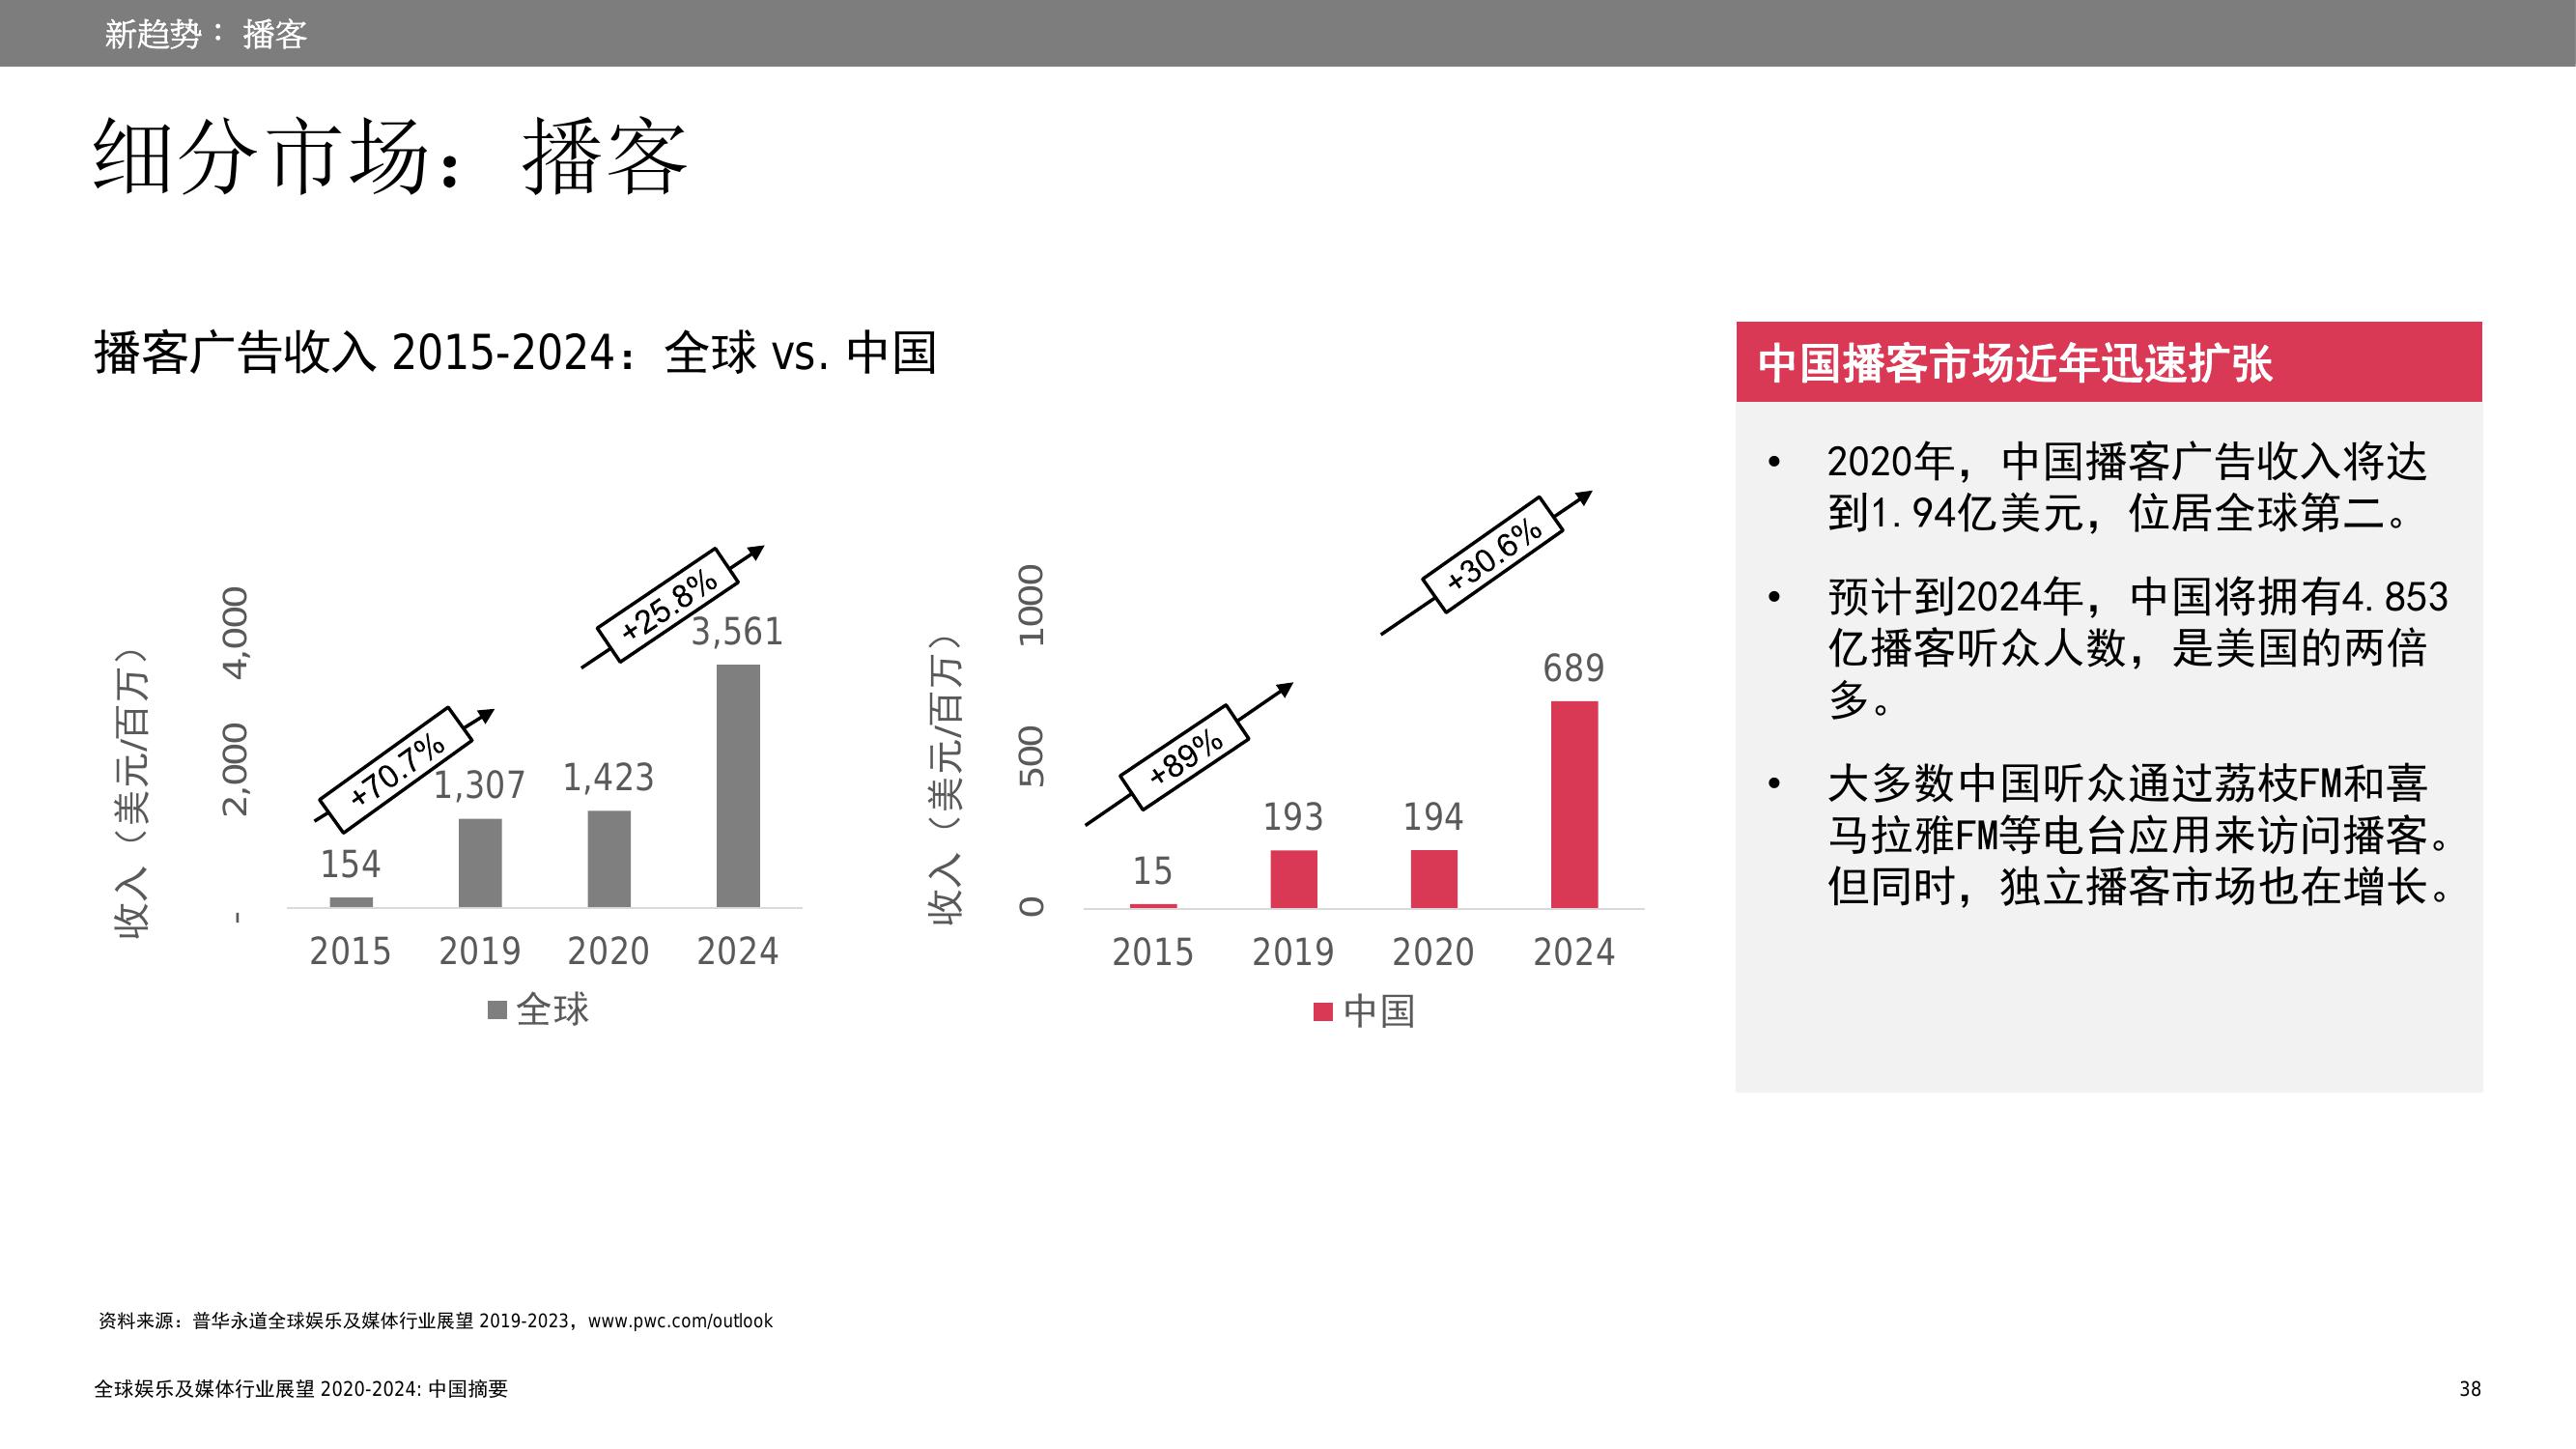 新趋势： 播客
细分市场：播客
播客广告收入 2015-2024：全球 vs. 中国
收入（美元/百万）
4,000
2,000
-
+70.7%
+25.8%
154
1,307
1,423
3,561
2015 2019 2020 2024
全球
收入（美元/百万）
1000
500
0
+89%
+30.6%
15
193
194
689
2015 2019 2020 2024
中国
中国播客市场近年迅速扩张
• 2020年，中国播客广告收入将达
到1.94亿美元，位居全球第二。
• 预计到2024年，中国将拥有4.853
亿播客听众人数，是美国的两倍
多。
• 大多数中国听众通过荔枝FM和喜
马拉雅FM等电台应用来访问播客。
但同时，独立播客市场也在增长。
资料来源：普华永道全球娱乐及媒体行业展望 2019-2023，www.pwc.com/outlook
全球娱乐及媒体行业展望 2020-2024: 中国摘要
38